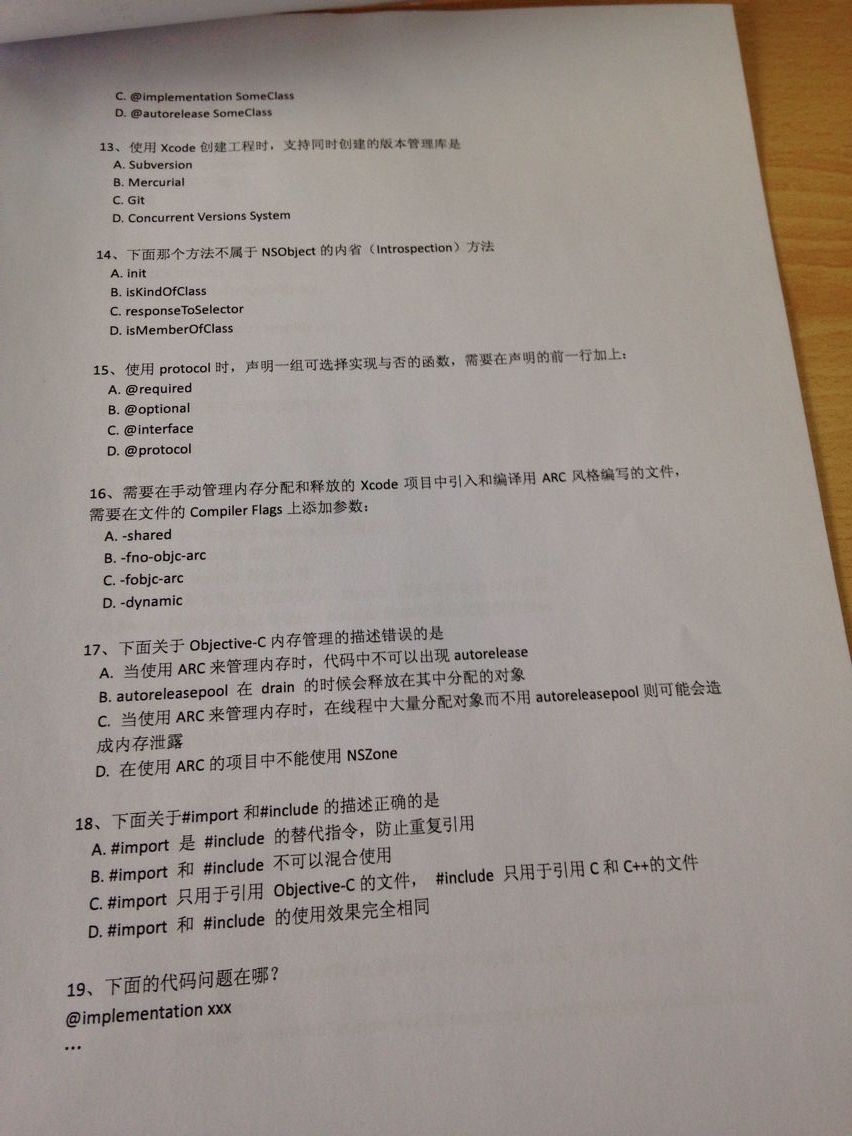 C. @implementation SomeClass
D. @autorelease SomeClass
13、使用 Xcode 创建工程时，支持同时创建的版本管理库是
A. Subversion
B. Mercurial
C. Git
D. Concurrent Versions System
14、下面那个方法不属于 NSObject 的内省（Introspection）方法
A. init
B. isKindOfClass
C. responseToSelector
D. isMemberOfClass
15、使用 protocol 时，声明一组可选择实现与否的函数，需要在声明的前一行加上：
A. @required
B. @optional
C. @interface
D. @protocol
16、需要在手动管理内存分配和释放的 Xcode 项目中引入和编译用 ARC 风格编写的文件，
需要在文件的 Compiler Flags 上添加参数：
A. -shared
B. -fno-objc-arc
C. -fobjc-arc
D. -dynamic
17、下面关于 Objective-C 内存管理的描述错误的是
A. 当使用 ARC 来管理内存时，代码中不可以出现 autorelease
B. autoreleasepool 在 drain 的时候会释放在其中分配的对象
C. 当使用 ARC 来管理内存时，在线程中大量分配对象而不用 autoreleasepool 则可能会造
成内存泄露
D. 在使用 ARC 的项目中不能使用 NSZone
18、下面关于#import 和#include 的描述正确的是
A. #import 是 #include 的替代指令，防止重复引用
B. #import 和 #include 不可以混合使用
C. #import 只用于引用 Objective-C 的文件， #include 只用于引用 C 和 C++的文件
D. #import 和 #include 的使用效果完全相同
19、下面的代码问题在哪？
@implementation xxx
...